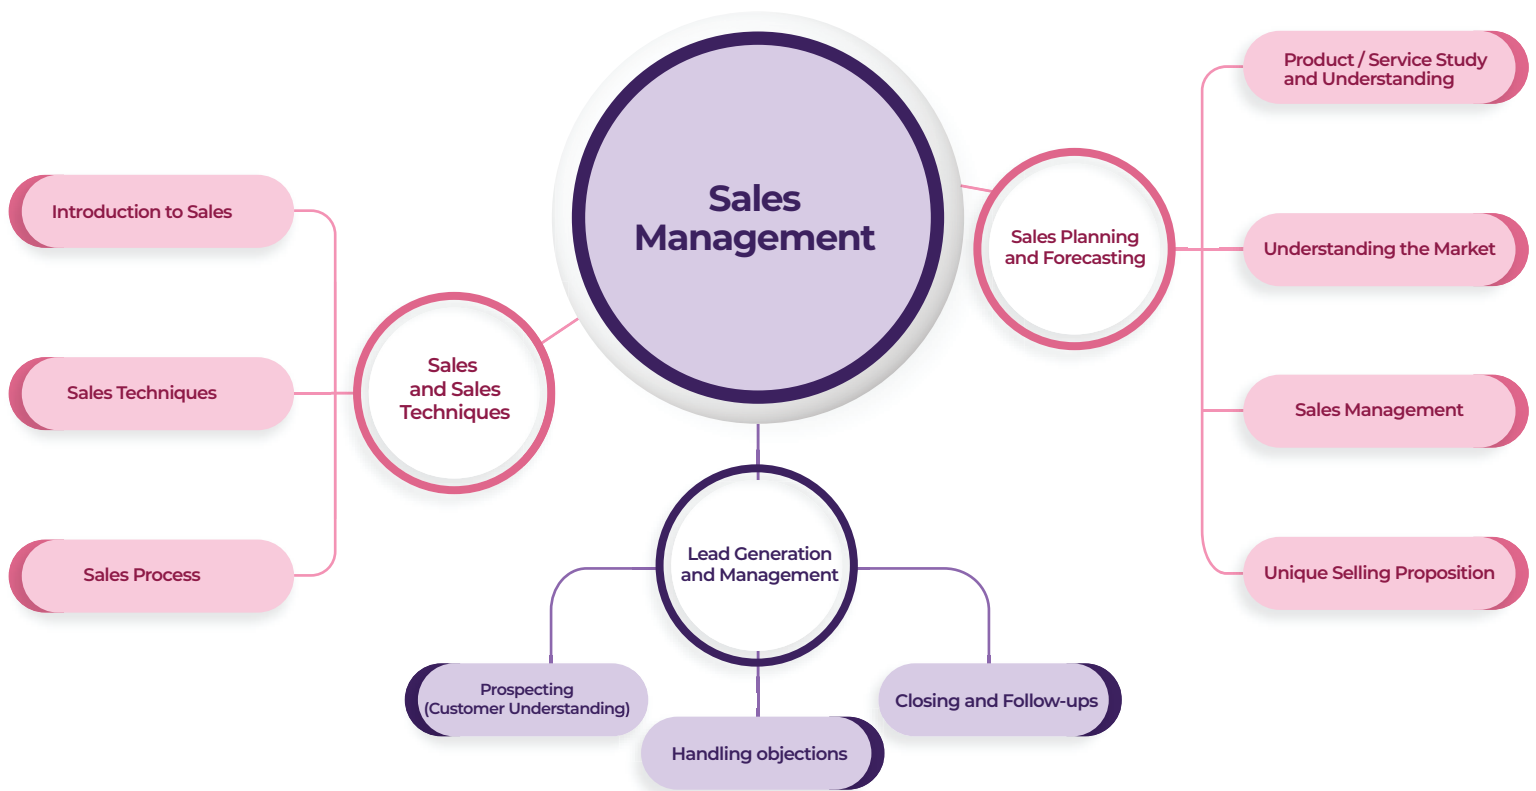 Sales
Management
Introduction to Sales
Sales Techniques
Sales Process
Sales
and Sales
Techniques
Sales Planning
and Forecasting
Product / Service Study
and Understanding
Understanding the Market
Sales Management
Unique Selling Proposition
Lead Generation
and Management
Prospecting
(Customer Understanding)
Handling objections
Closing and Follow-ups